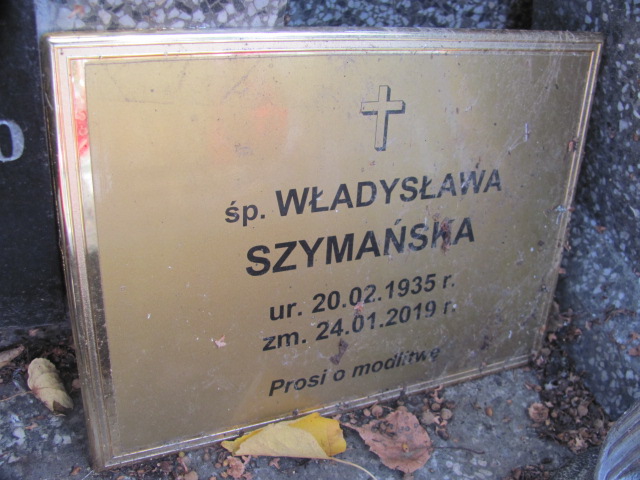 śp. WŁADYSŁAWA
SZYMAŃSKA
ur. 20.02.1935 r.
zm. 24.01.2019 r.
Prosi o modlitwę